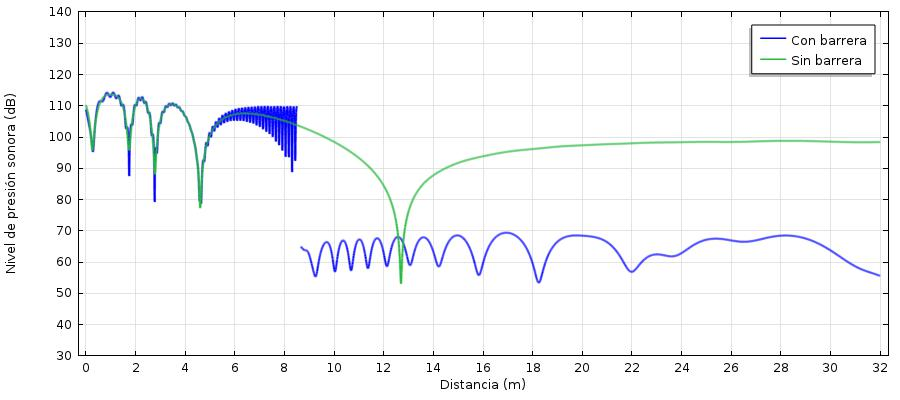 140
130
120
110
100
90
80
70
60
50
40
30
Nivel de presión sonora (dB)
Con barrera
Sin barrera
0 2 4 6 8 10 12 14 16 18 20 22 24 26 28 30 32
Distancia (m)